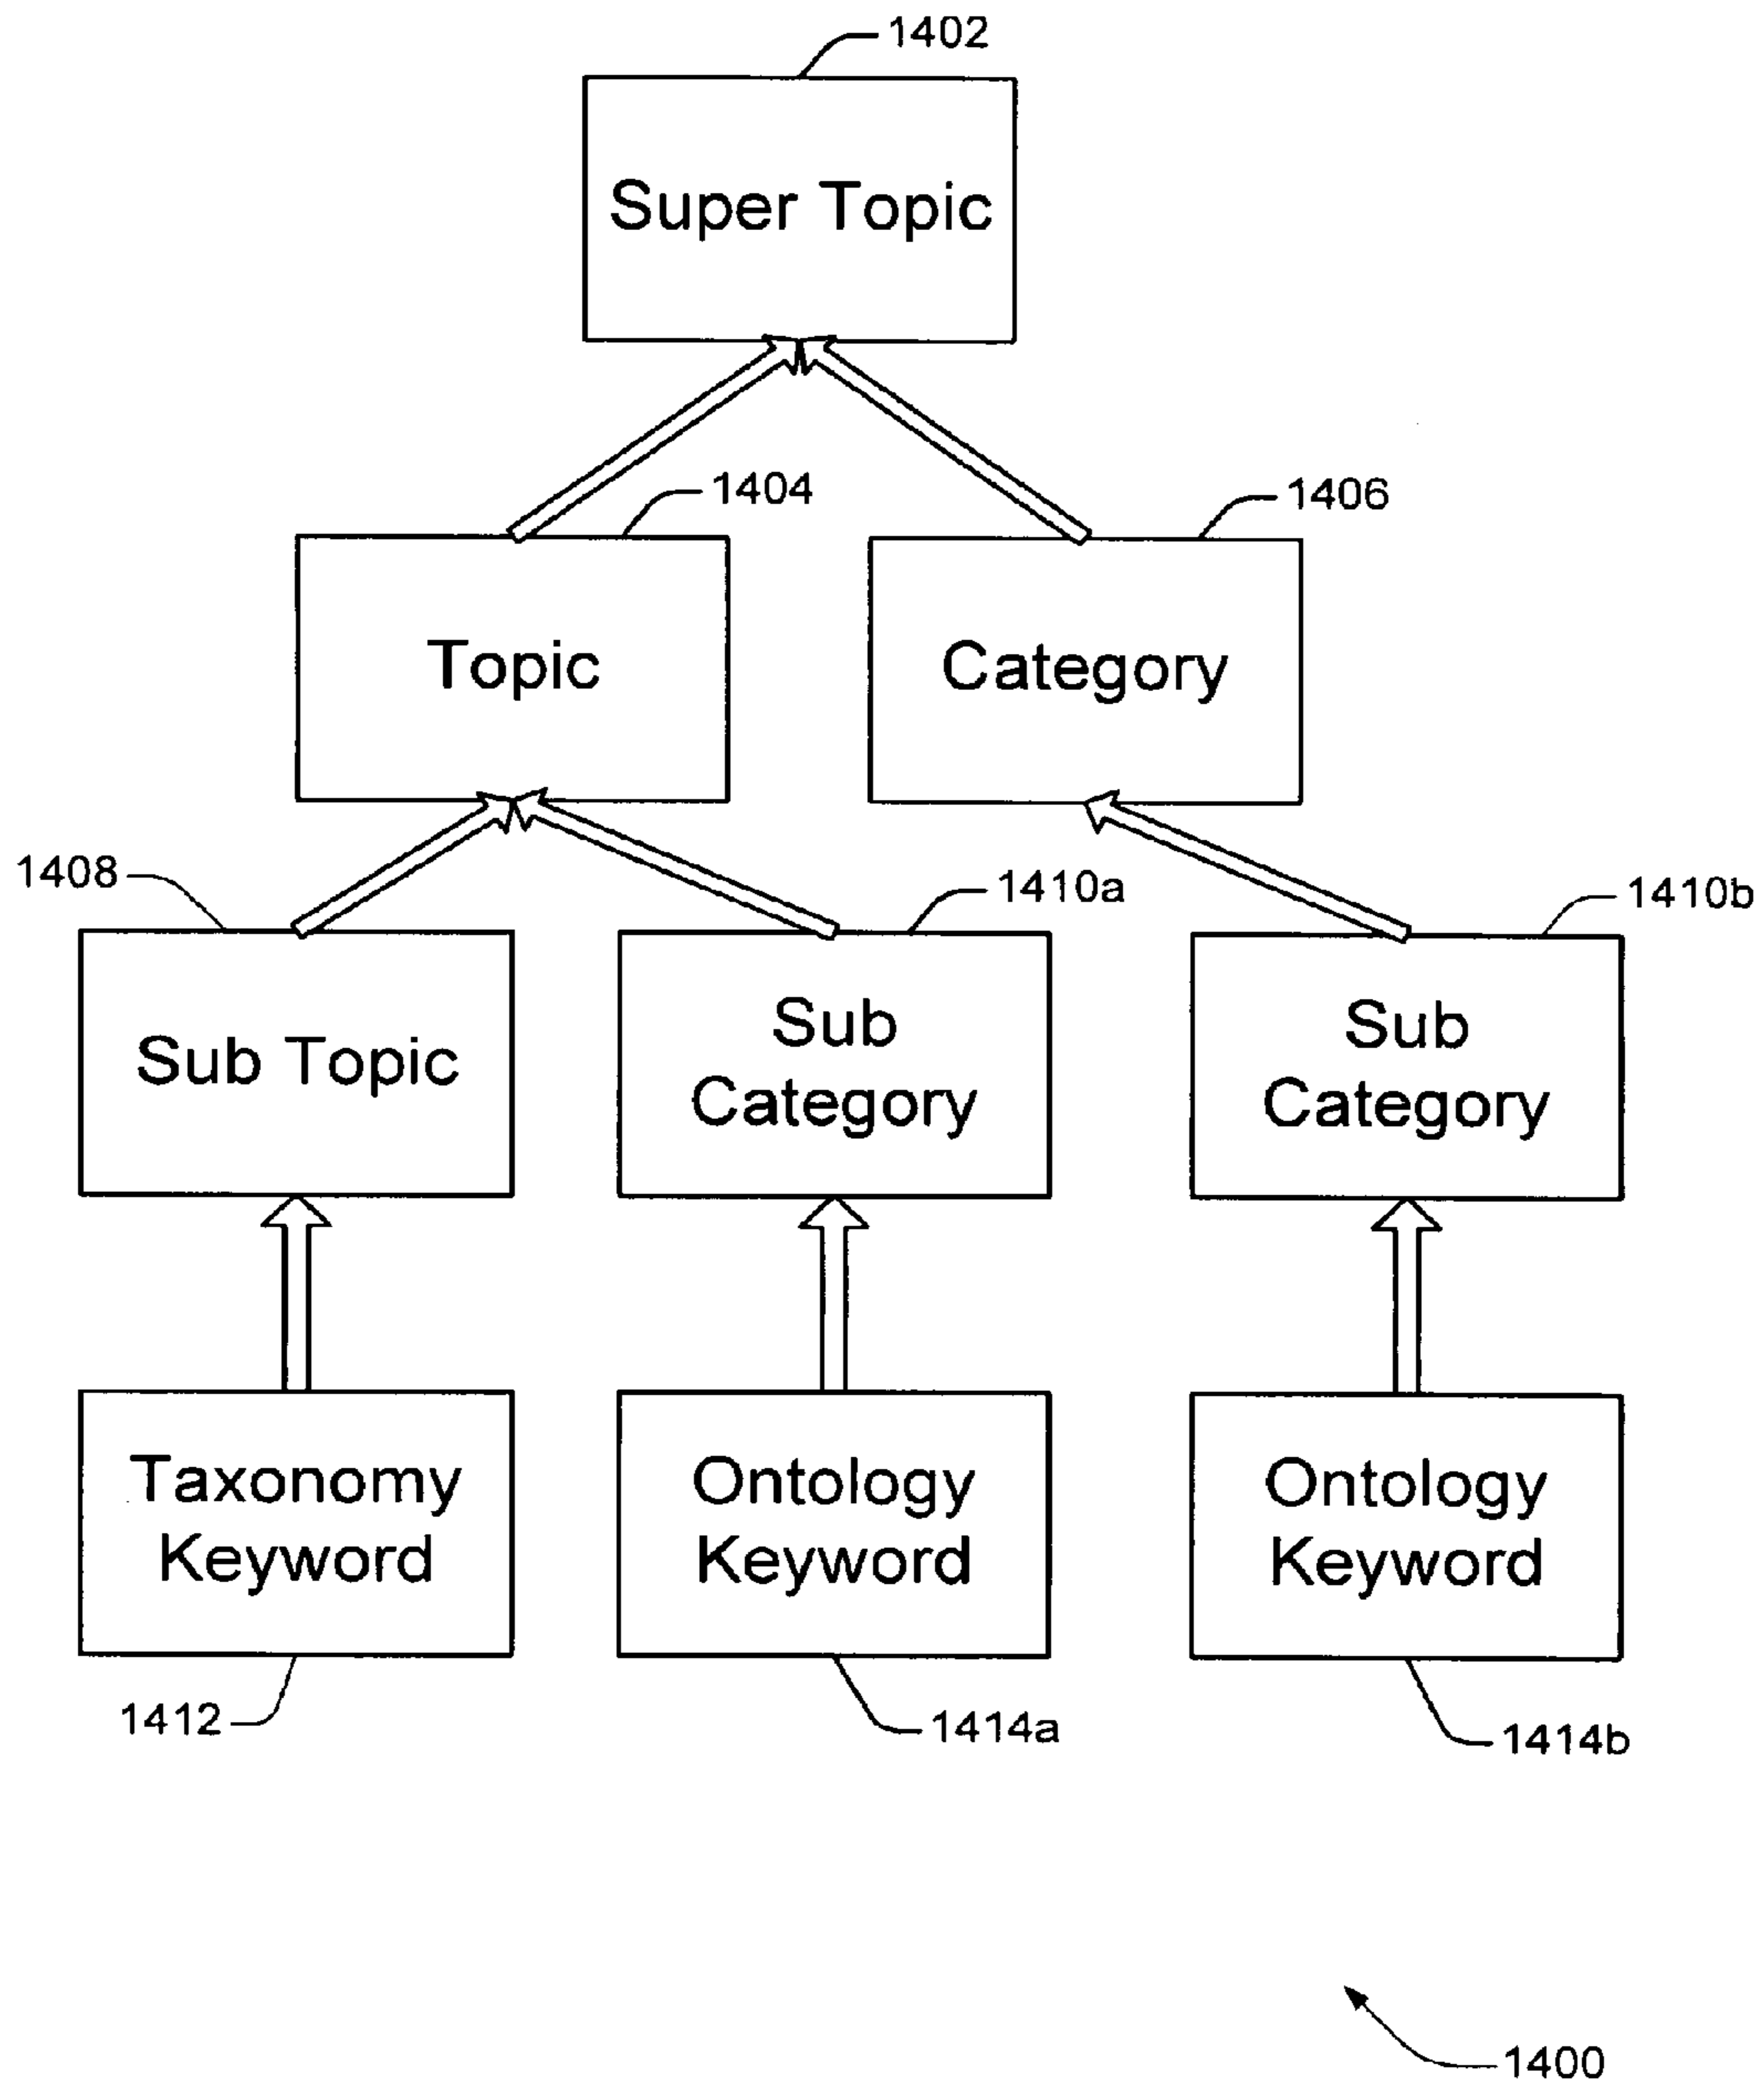 1402
Super Topic
1404
1406
Topic
Category
1408
1410a
1410b
Sub Topic
Sub
Category
Sub
Category
Taxonomy
Keyword
Ontology
Keyword
Ontology
Keyword
1412
1414a
1414b
1400